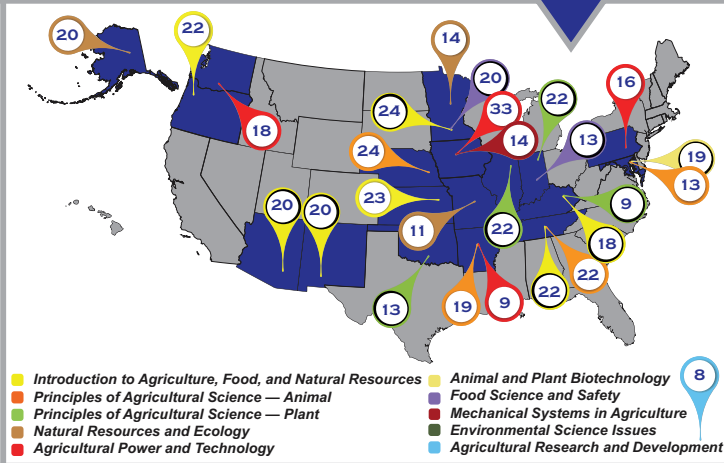 20
22
14
20
33
22
16
24
18
14
13
24
19
13
20
20
23
9
11
22
18
22
13
19
9
22
8
Introduction to Agriculture, Food, and Natural Resources
Principles of Agricultural Science — Animal
Principles of Agricultural Science — Plant
Natural Resources and Ecology
Agricultural Power and Technology
Animal and Plant Biotechnology
Food Science and Safety
Mechanical Systems in Agriculture
Environmental Science Issues
Agricultural Research and Development